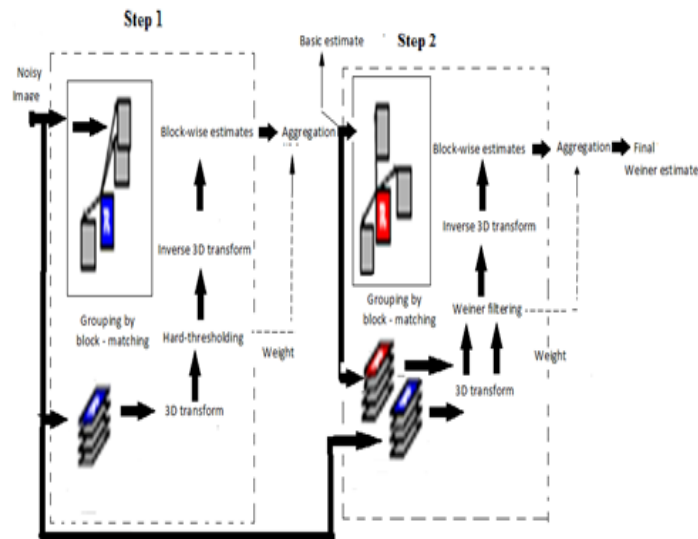 Step 1
Noisy
Image
Block-wise estimates
Aggregation
Inverse 3D transform
Grouping by
block - matching
Hard-thresholding
Weight
3D transform
Basic estimate
Step 2
Block-wise estimates
Aggregation
Final
Weiner estimate
Inverse 3D transform
Grouping by
block - matching
Weiner filtering
Weight
3D transform